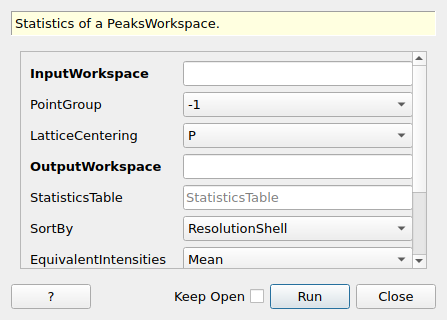 Statistics of a PeaksWorkspace.
InputWorkspace
PointGroup -1
LatticeCentering P
OutputWorkspace
StatisticsTable StatisticsTable
SortBy ResolutionShell
EquivalentIntensities Mean
? Keep Open Run Close